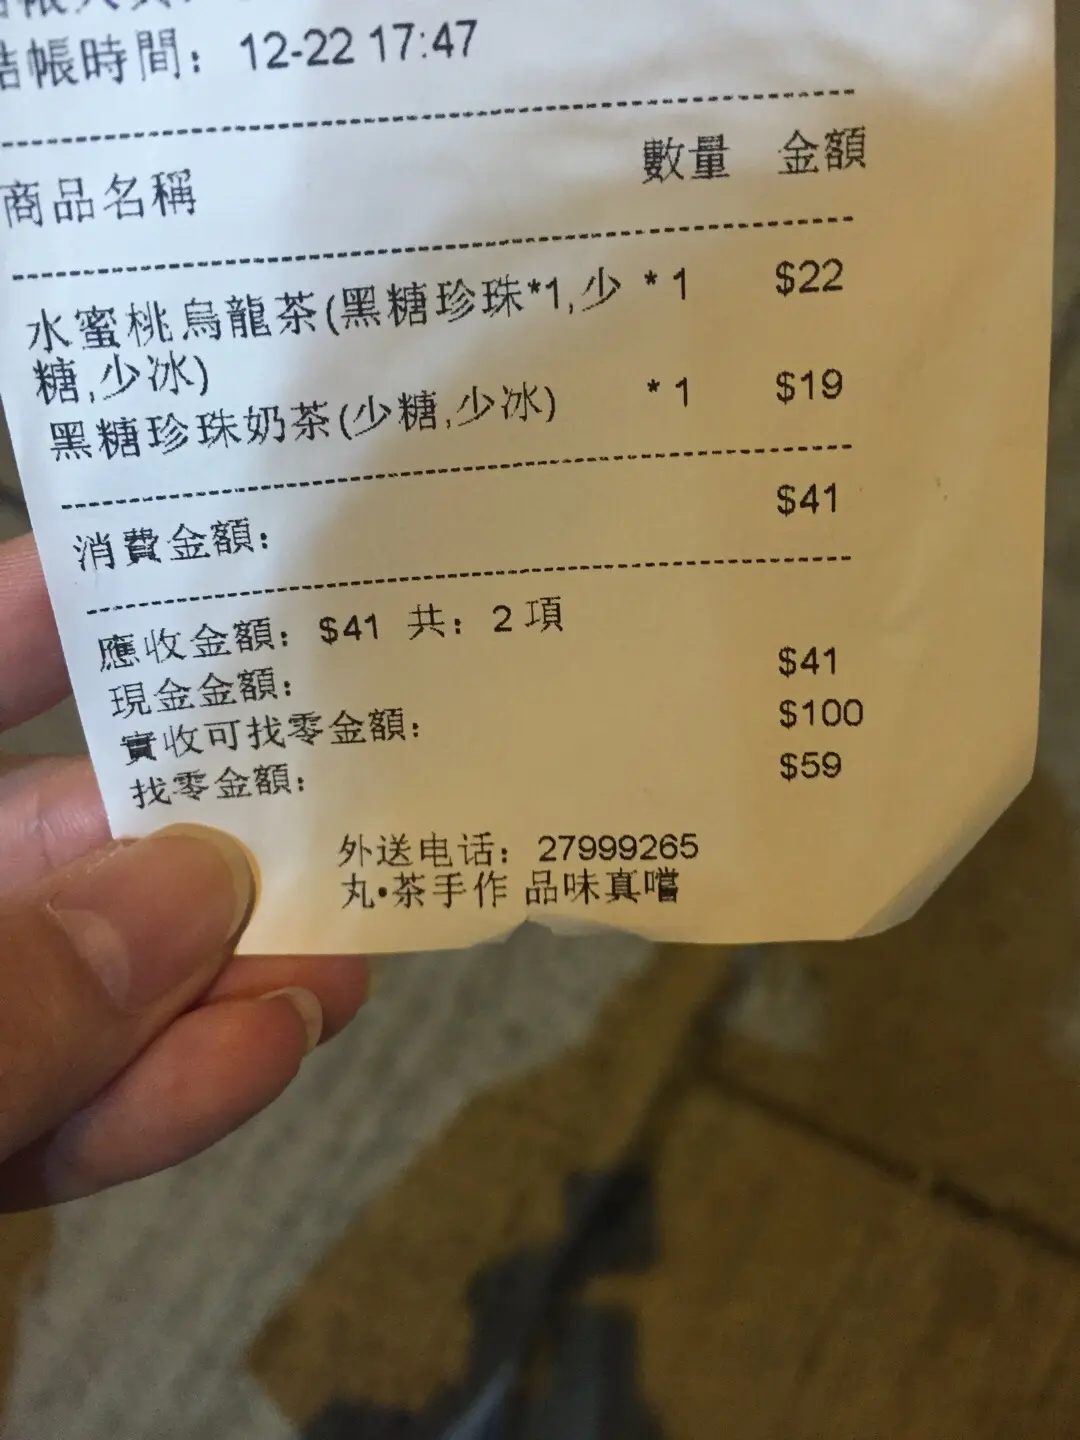 結帳時間：12-22 17:47
商品名稱 數量 金額
水蜜桃烏龍茶(黑糖珍珠*1,少 *1 $22
糖,少冰)
黑糖珍珠奶茶(少糖,少冰) *1 $19
消費金額: $41
應收金額：$41 共：2 項
現金金額: $41
實收可找零金額: $100
找零金額: $59
外送电话：27999265
丸•茶手作 品味真嚐